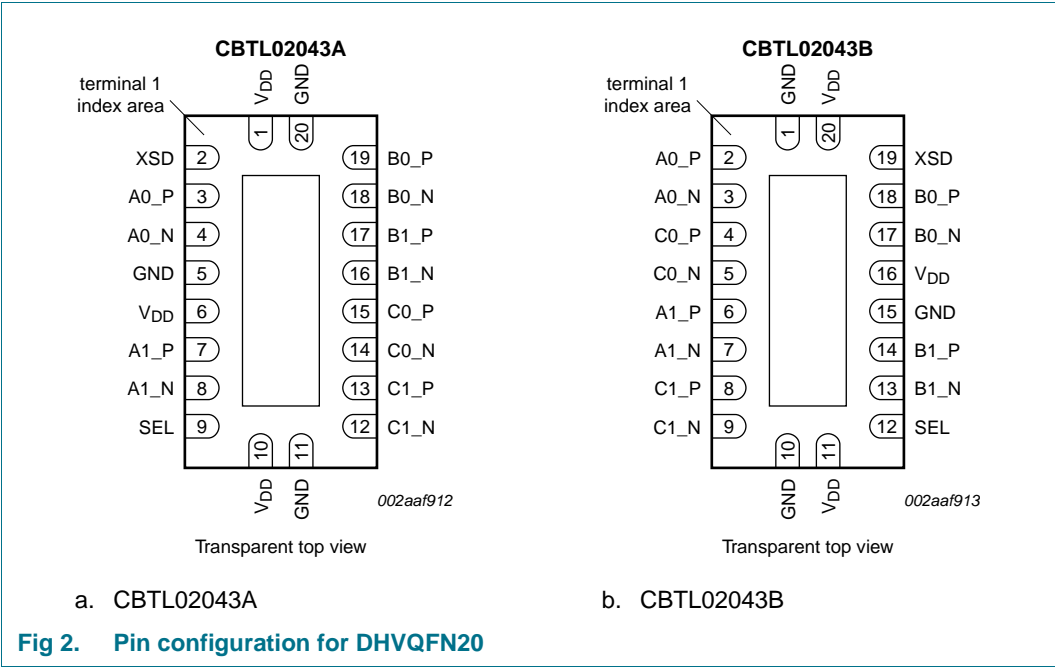 CBTL02043A
terminal 1
index area
VDD
GND
1
20
XSD 2
19 B0_P
A0_P 3
18 B0_N
A0_N 4
17 B1_P
GND 5
16 B1_N
VDD 6
15 C0_P
A1_P 7
14 C0_N
A1_N 8
13 C1_P
SEL 9
12 C1_N
10
11
VDD
GND
002aaf912
Transparent top view
a. CBTL02043A
CBTL02043B
terminal 1
index area
GND
VDD
1
20
A0_P 2
19 XSD
A0_N 3
18 B0_P
C0_P 4
17 B0_N
C0_N 5
16 VDD
A1_P 6
15 GND
A1_N 7
14 B1_P
C1_P 8
13 B1_N
C1_N 9
12 SEL
10
11
GND
VDD
002aaf913
Transparent top view
b. CBTL02043B
Fig 2. Pin configuration for DHVQFN20